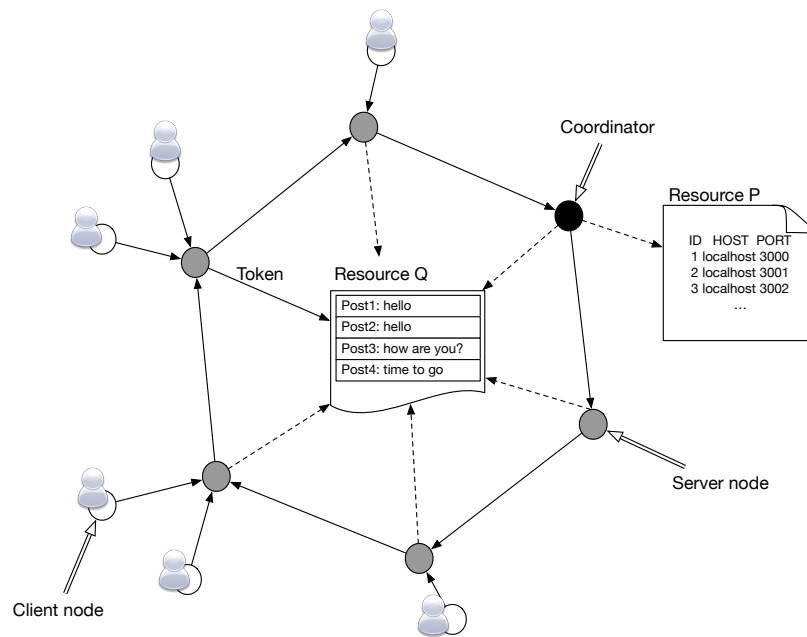 Coordinator
Resource P
ID HOST PORT
1 localhost 3000
2 localhost 3001
3 localhost 3002
...
Token
Resource Q
Post1: hello
Post2: hello
Post3: how are you?
Post4: time to go
Server node
Client node